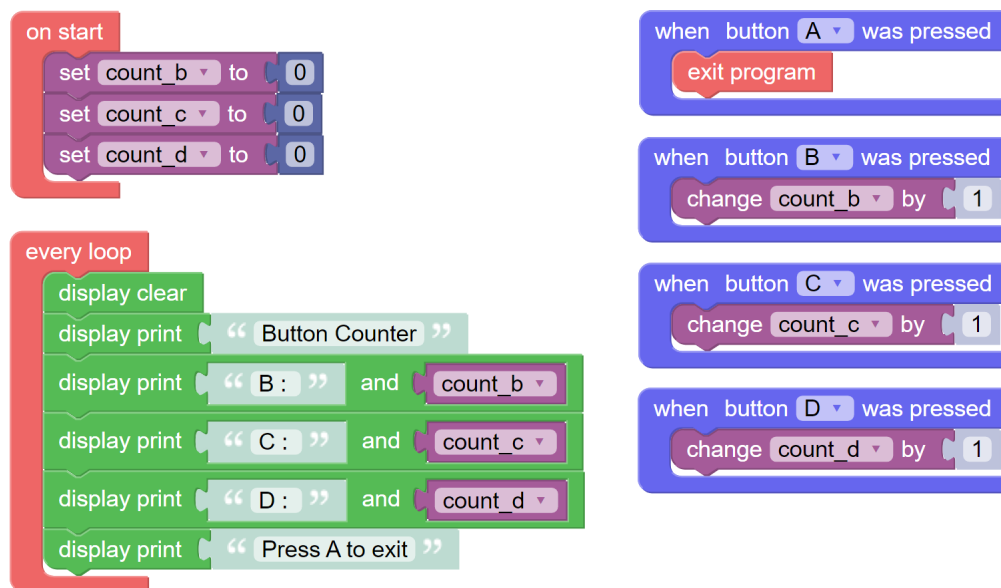 on start
set count_b to 0
set count_c to 0
set count_d to 0
every loop
display clear
display print “ Button Counter ”
display print “ B : ” and count_b
display print “ C : ” and count_c
display print “ D : ” and count_d
display print “ Press A to exit ”
when button A was pressed
exit program
when button B was pressed
change count_b by 1
when button C was pressed
change count_c by 1
when button D was pressed
change count_d by 1